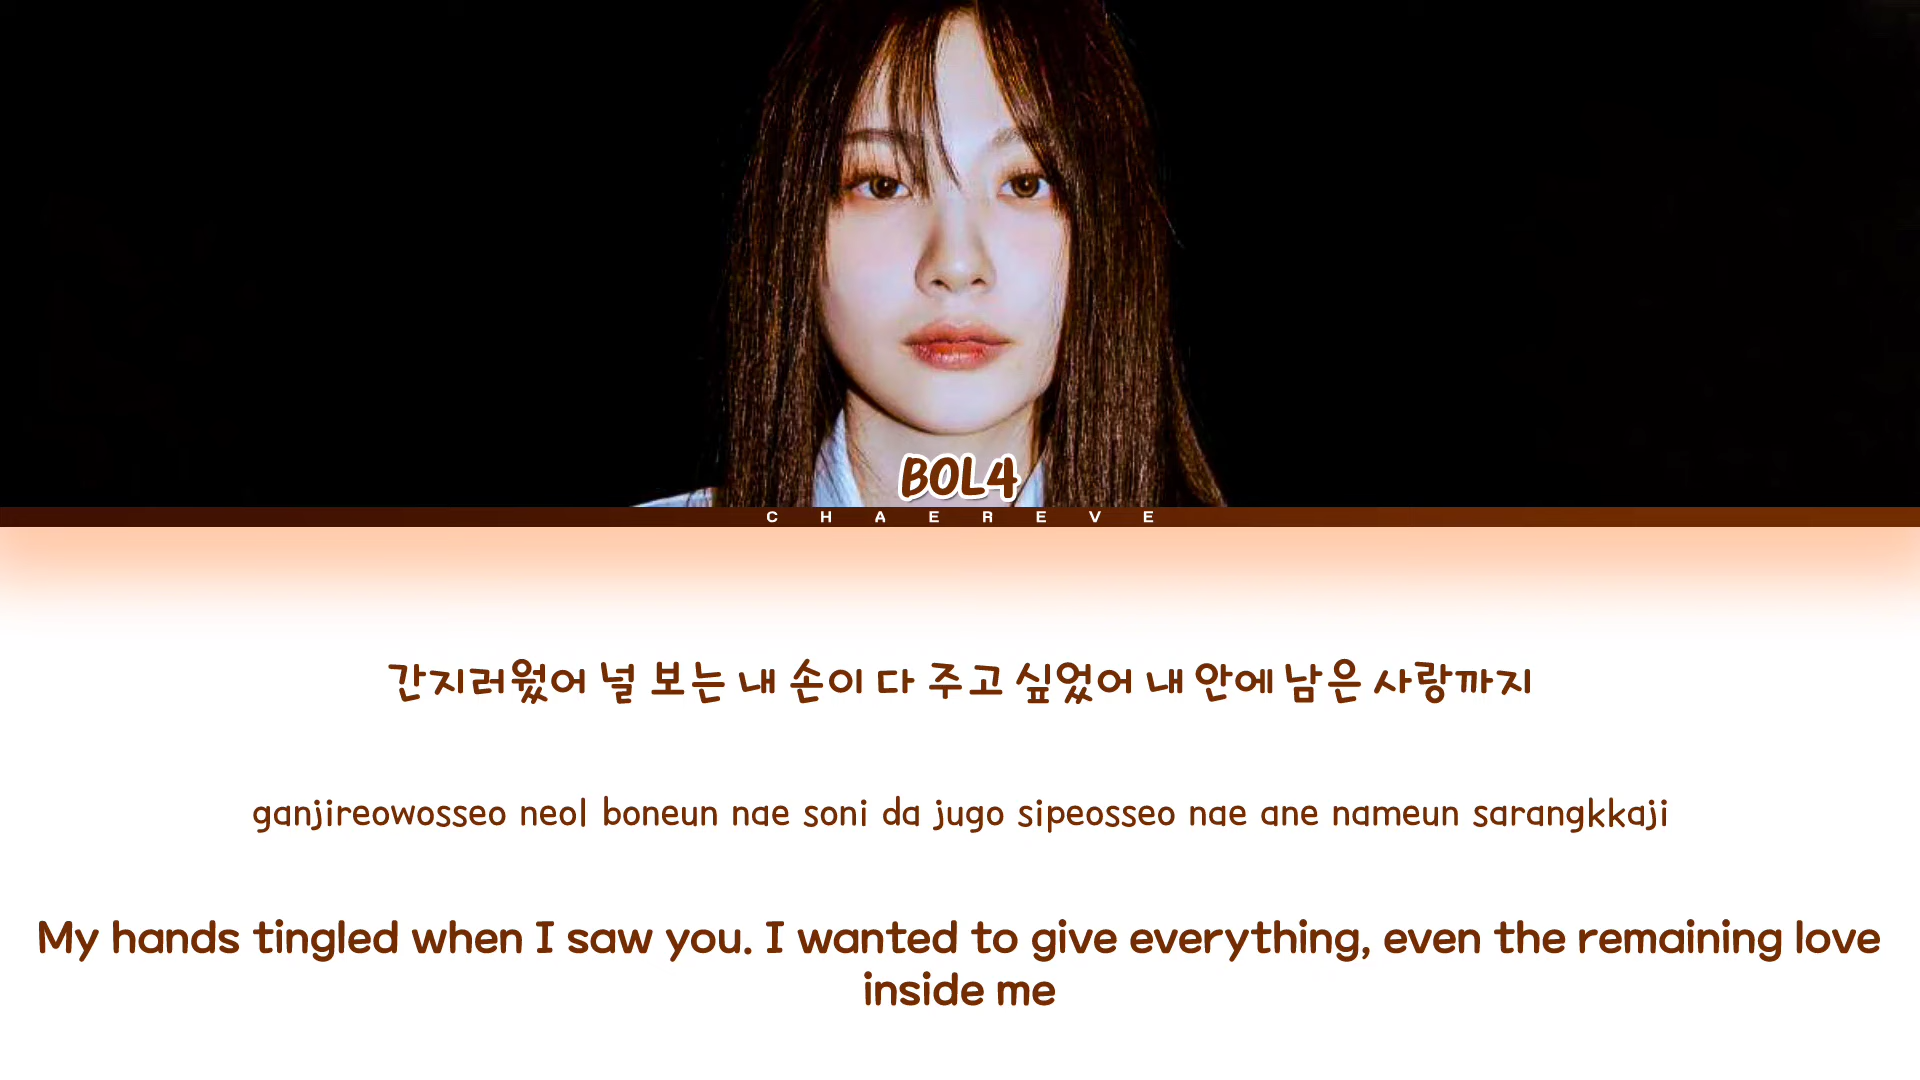 BOL4
CHAEREVE
간지러웠어 널 보는 내 손이 다 주고 싶었어 내 안에 남은 사랑까지
ganjireowosseo neol boneun nae soni da jugo sipeosseo nae ane nameun sarangkkaji
My hands tingled when I saw you. I wanted to give everything, even the remaining love
inside me